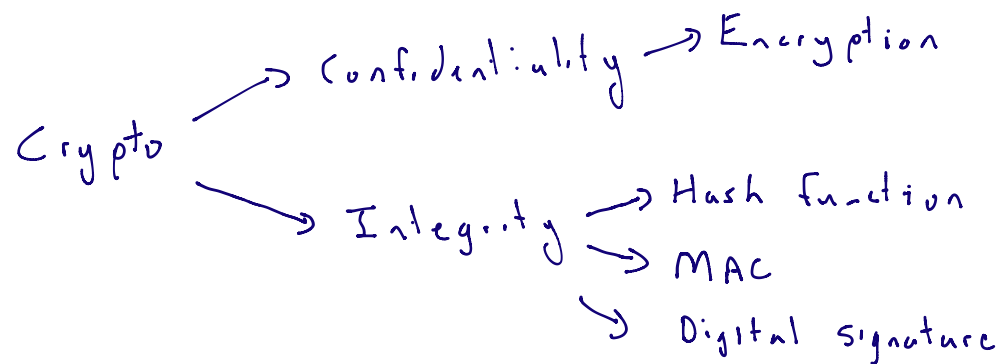 Crypto
Confidentiality
Encryption
Integrity
Hash function
MAC
Digital signature